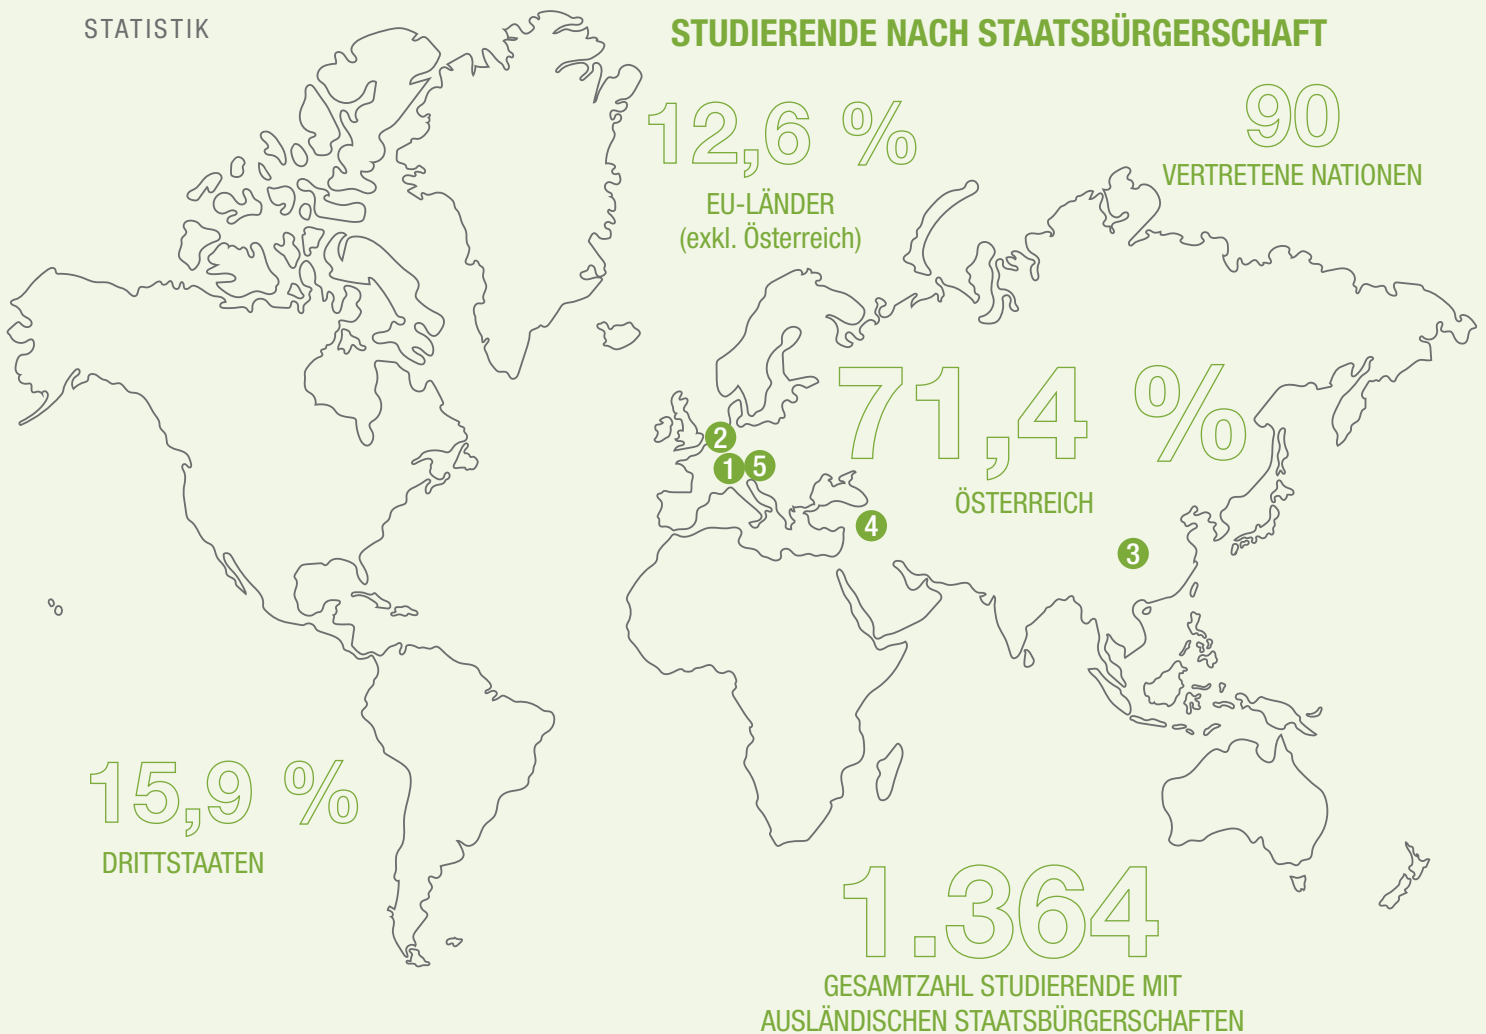 STATISTIK
STUDIERENDE NACH STAATSBÜRGERSCHAFT
12,6 %
EU-LÄNDER
(exkl. Österreich)
90
VERTRETENE NATIONEN
71,4 %
ÖSTERREICH
2
1
5
4
3
15,9 %
DRITTSTAATEN
1.364
GESAMTZAHL STUDIERENDE MIT
AUSLÄNDISCHEN STAATSBÜRGERSCHAFTEN